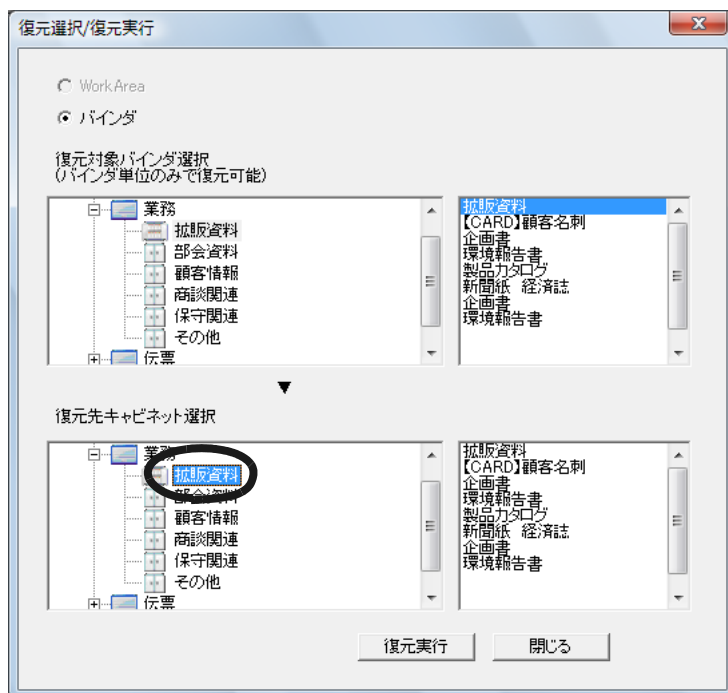 復元選択/復元実行
WorkArea
バインダ
復元対象バインダ選択
(バインダ単位のみで復元可能)
業務
拡販資料
部会資料
顧客情報
商談関連
保守関連
その他
伝票
拡販資料
【CARD】顧客名刺
企画書
環境報告書
製品カタログ
新聞紙 経済誌
企画書
環境報告書
▼
復元先キャビネット選択
業務
拡販資料
部会資料
顧客情報
商談関連
保守関連
その他
伝票
拡販資料
【CARD】顧客名刺
企画書
環境報告書
製品カタログ
新聞紙 経済誌
企画書
環境報告書
復元実行
閉じる